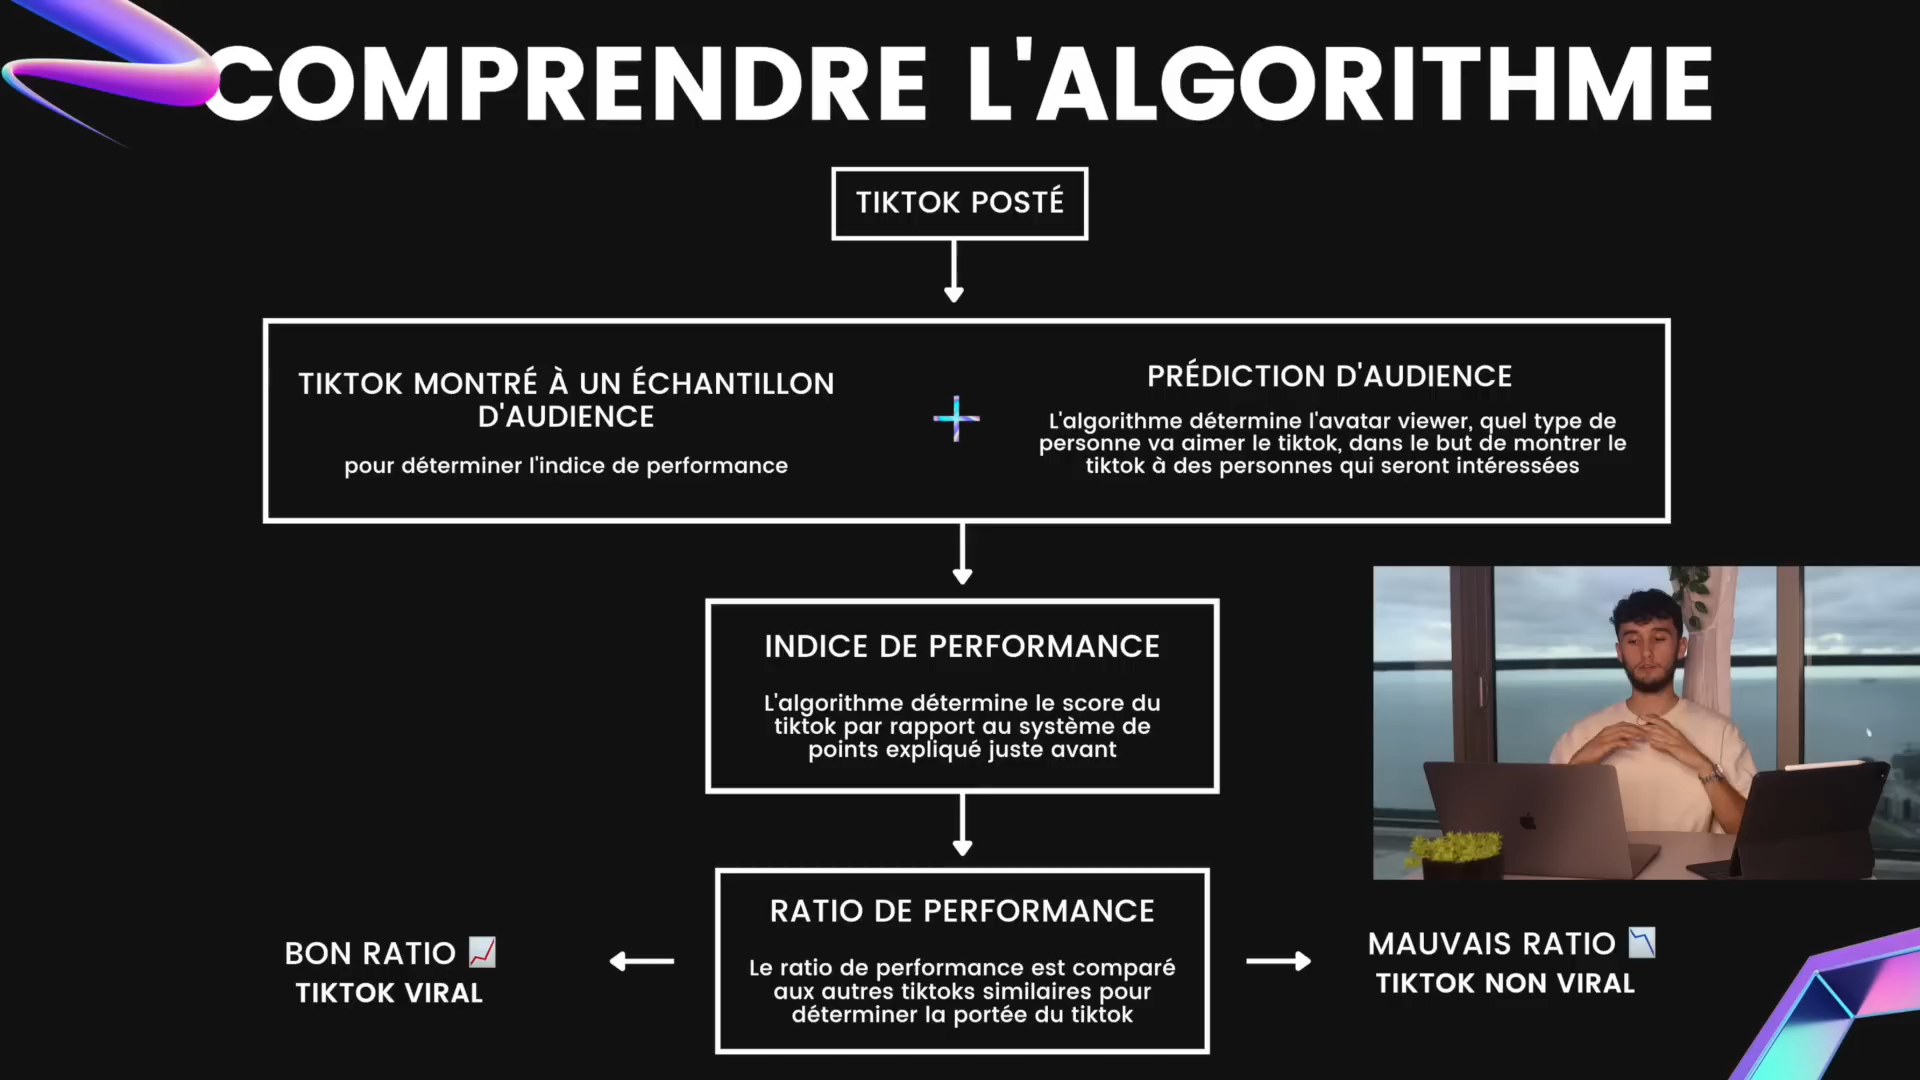 COMPRENDRE L'ALGORITHME
TIKTOK POSTÉ
TIKTOK MONTRÉ À UN ÉCHANTILLON
D'AUDIENCE
pour déterminer l'indice de performance
PRÉDICTION D'AUDIENCE
L'algorithme détermine l'avatar viewer, quel type de
personne va aimer le tiktok, dans le but de montrer le
tiktok à des personnes qui seront intéressées
INDICE DE PERFORMANCE
L'algorithme détermine le score du
tiktok par rapport au système de
points expliqué juste avant
RATIO DE PERFORMANCE
Le ratio de performance est comparé
aux autres tiktoks similaires pour
déterminer la portée du tiktok
BON RATIO 📈
TIKTOK VIRAL
MAUVAIS RATIO 📉
TIKTOK NON VIRAL